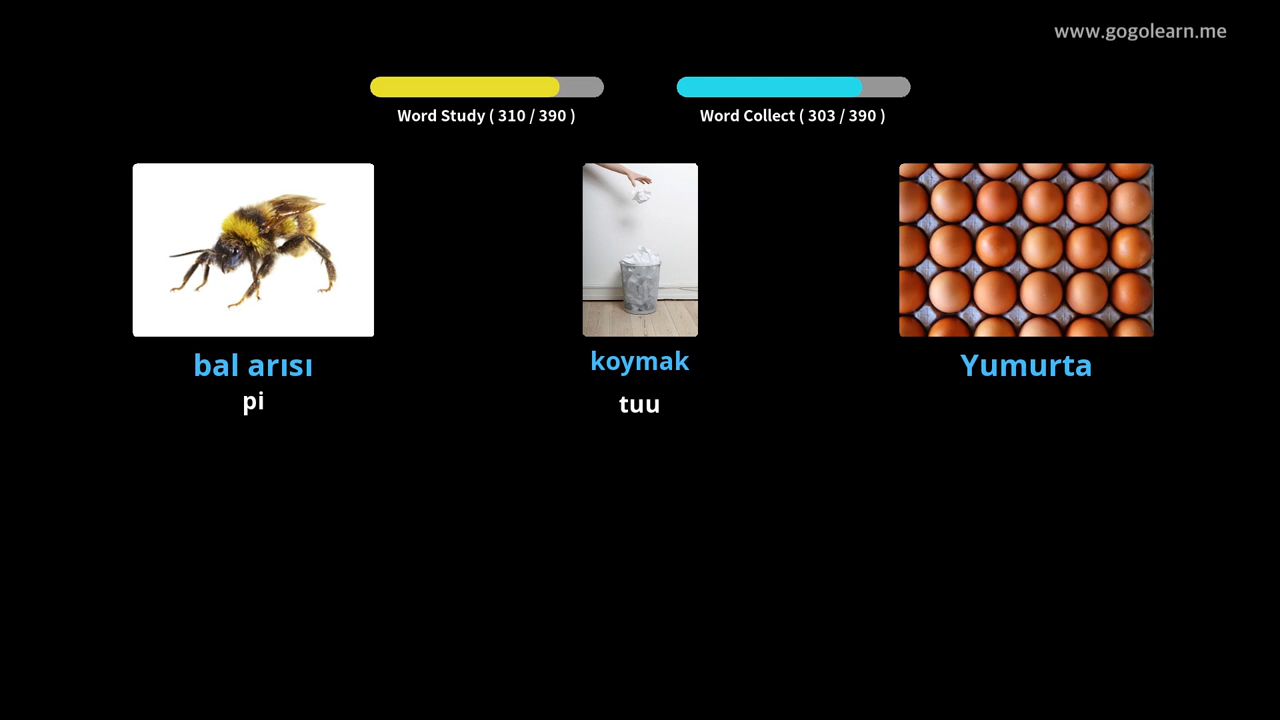 www.gogolearn.me
Word Study ( 310 / 390 )
Word Collect ( 303 / 390 )
bal arısı
pi
koymak
tuu
Yumurta